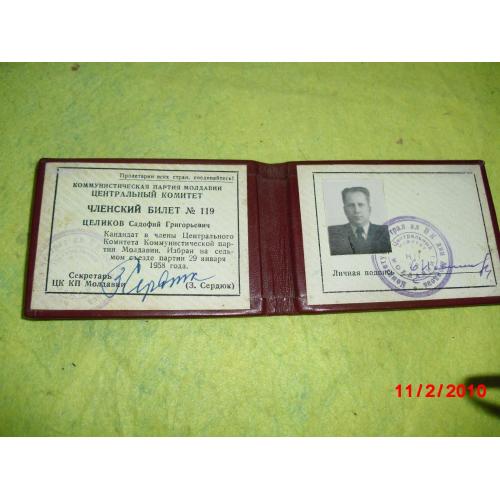 Пролетарии всех стран, соединяйтесь!
КОММУНИСТИЧЕСКАЯ ПАРТИЯ МОЛДАВИИ
ЦЕНТРАЛЬНЫЙ КОМИТЕТ
ЧЛЕНСКИЙ БИЛЕТ № 119
ЦЕЛИКОВ Садофий Григорьевич
Кандидат в члены Центрального
Комитета Коммунистической пар-
тии Молдавии. Избран на седь-
мом съезде партии 29 января
1958 года.
Секретарь
ЦК КП Молдавии
(З. Сердюк)
Личная подпись
11/2/2010